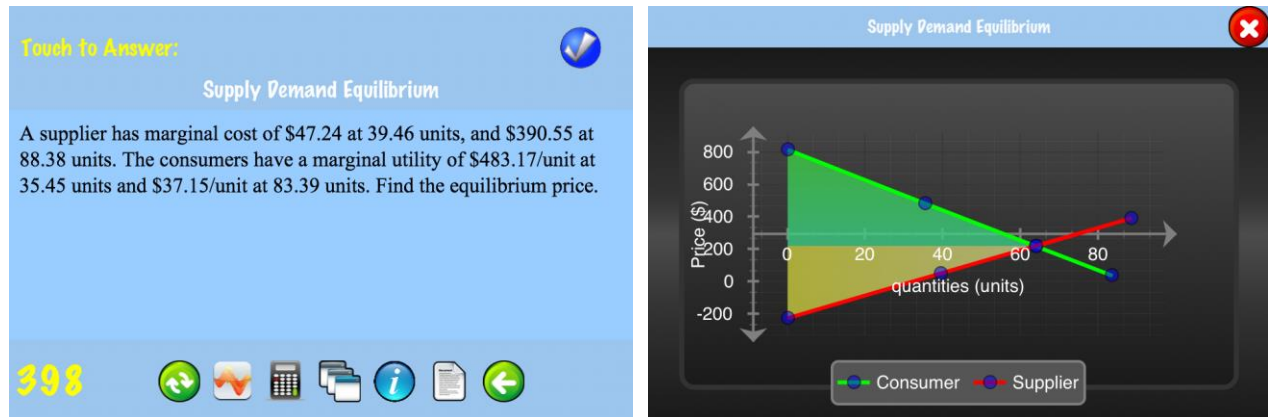 Touch to Answer:
Supply Demand Equilibrium
A supplier has marginal cost of $47.24 at 39.46 units, and $390.55 at
88.38 units. The consumers have a marginal utility of $483.17/unit at
35.45 units and $37.15/unit at 83.39 units. Find the equilibrium price.
398
Supply Demand Equilibrium
800
600
400
200
0
-200
Price ($)
0 20 40 60 80
quantities (units)
Consumer Supplier